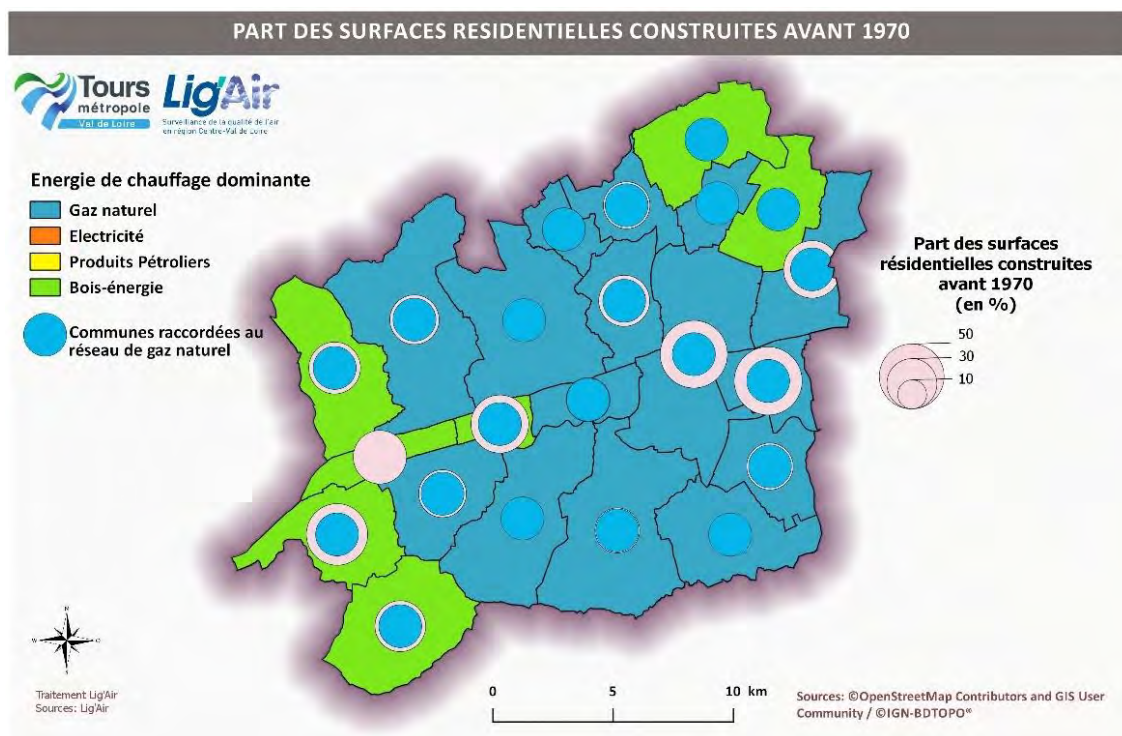 PART DES SURFACES RESIDENTIELLES CONSTRUITES AVANT 1970
Tours
métropole
Val de Loire
Lig'Air
Surveillance de la qualité de l'air
en région Centre-Val de Loire
Energie de chauffage dominante
Gaz naturel
Electricité
Produits Pétroliers
Bois-énergie
Communes raccordées au
réseau de gaz naturel
Part des surfaces
résidentielles construites
avant 1970
(en %)
50
30
10
N
W
O
S
Traitement Lig'Air
Sources: Lig'Air
0 5 10 km
Sources: ©OpenStreetMap Contributors and GIS User
Community / ©IGN-BDTOPO®